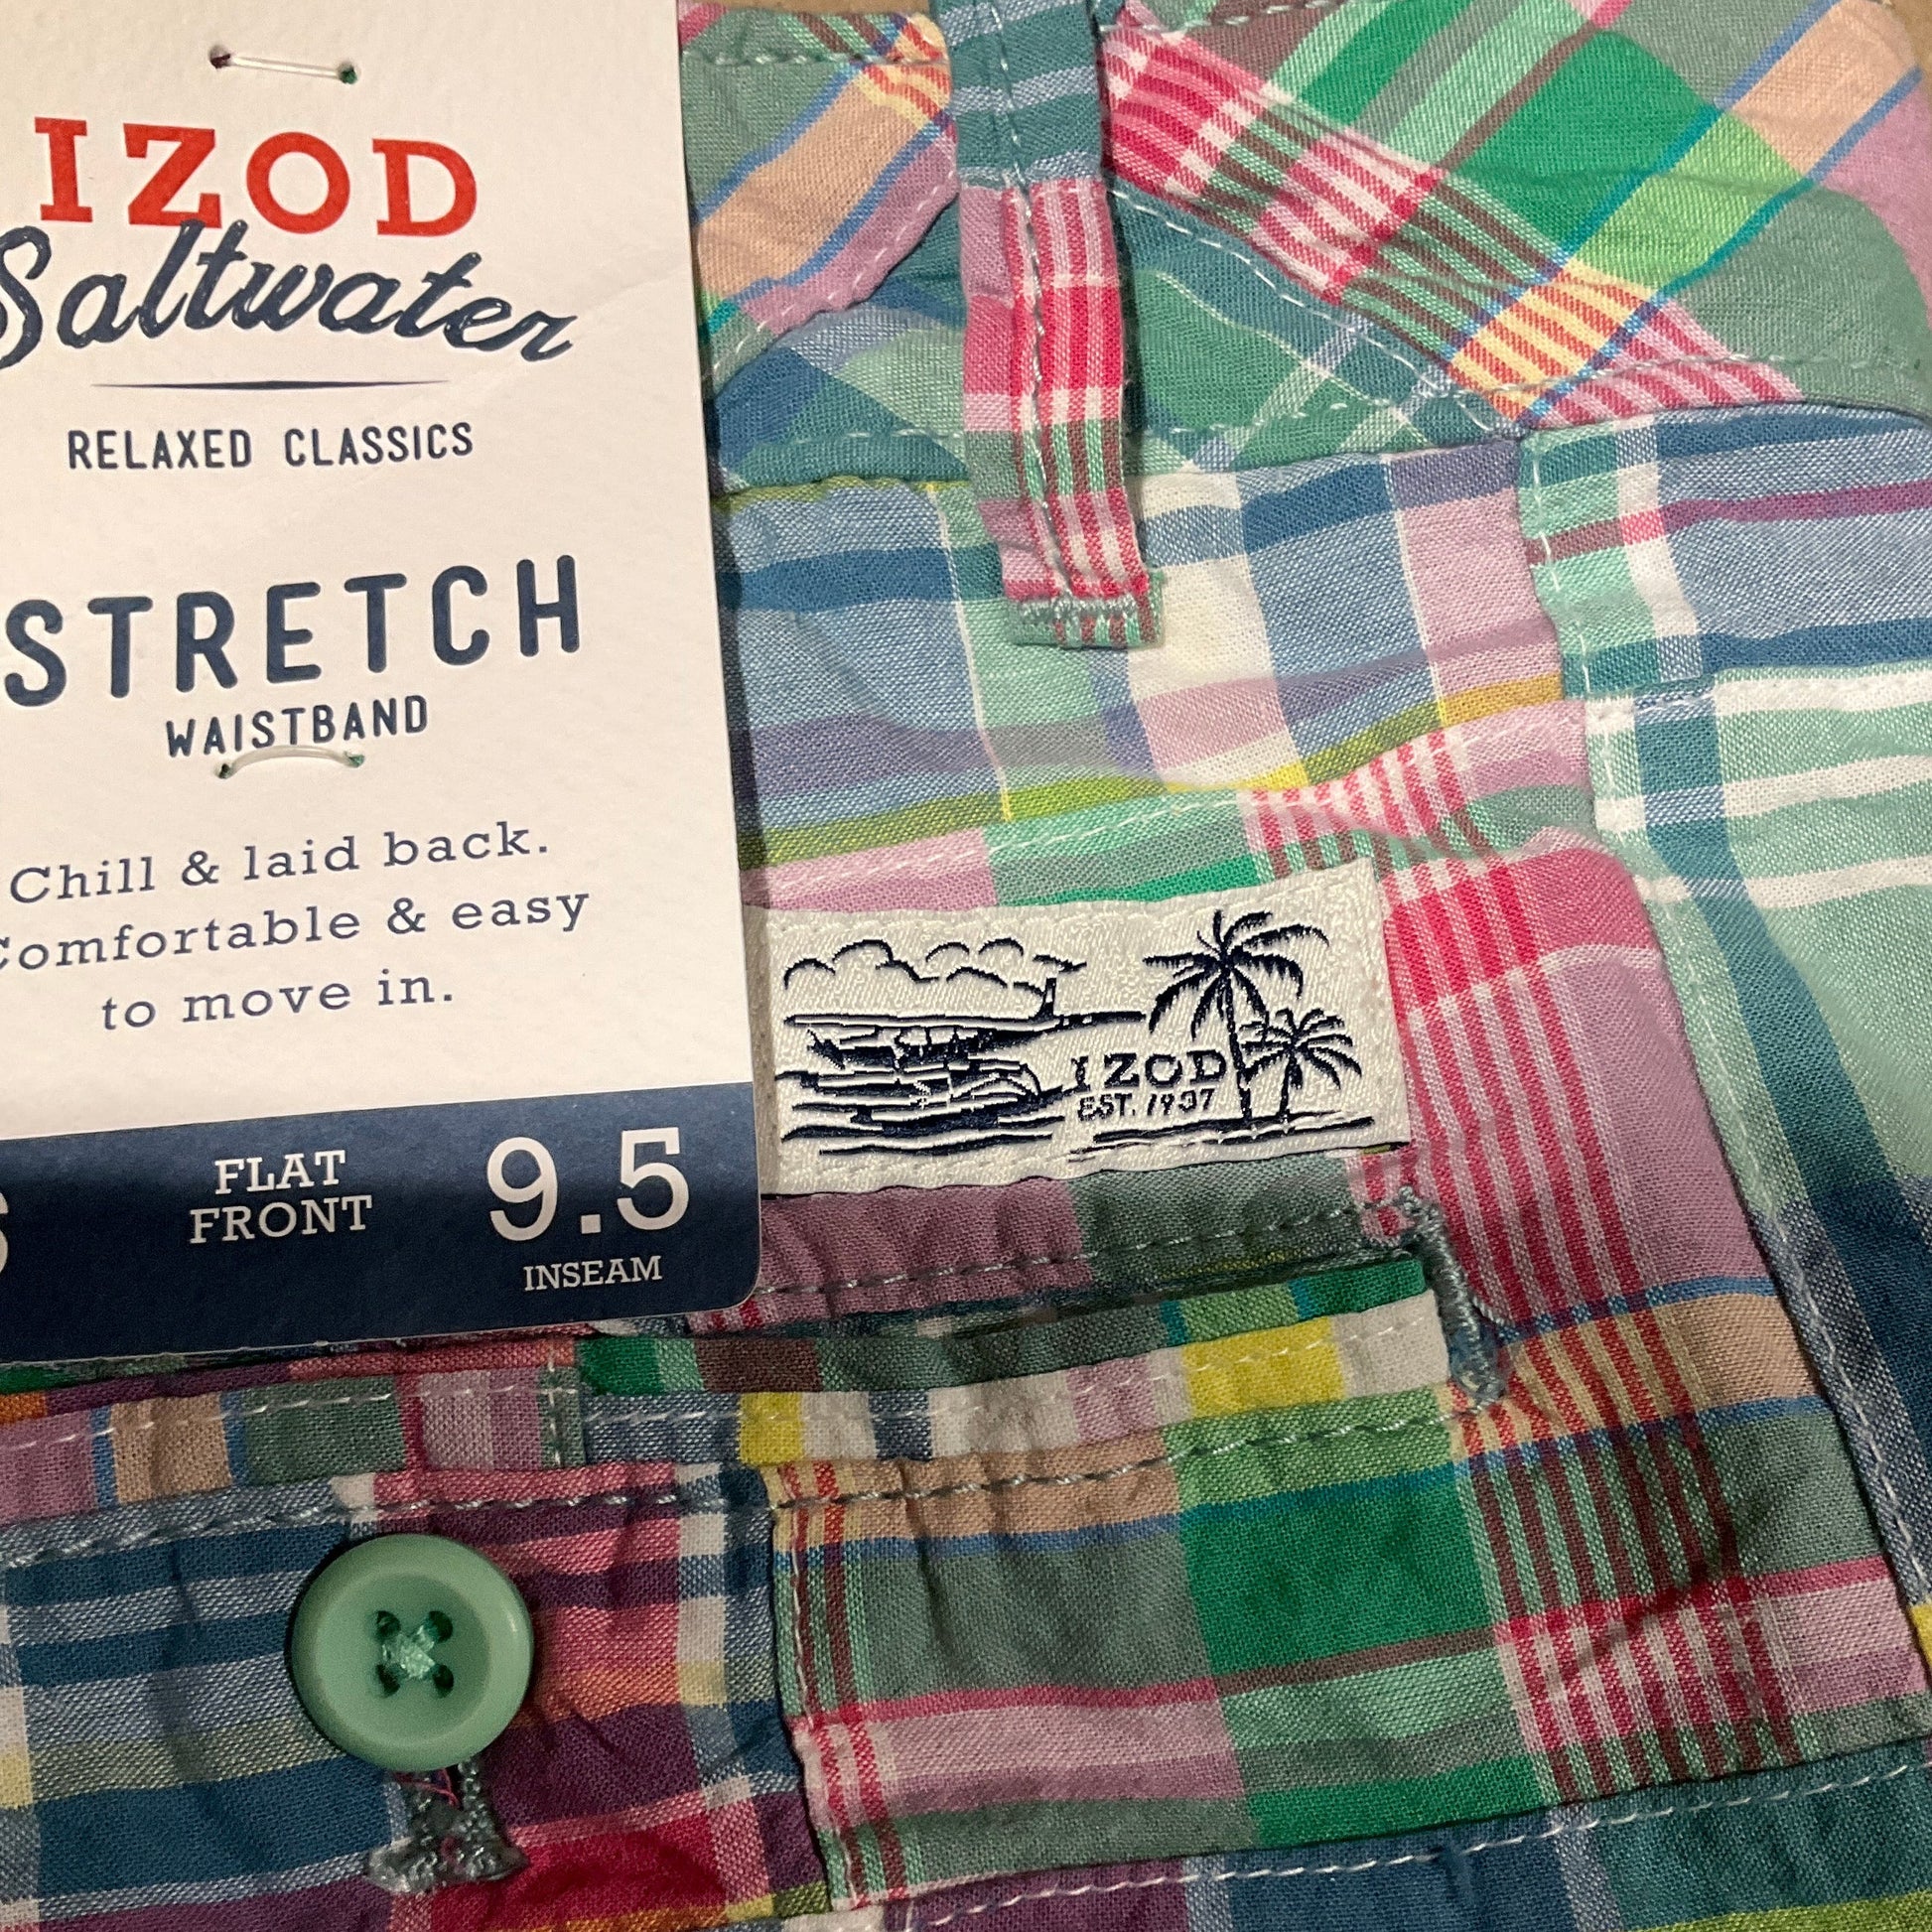 IZOD
Saltwater
RELAXED CLASSICS
STRETCH
WAISTBAND
Chill & laid back.
Comfortable & easy
to move in.
FLAT
FRONT
9.5
INSEAM
IZOD
EST. 1937